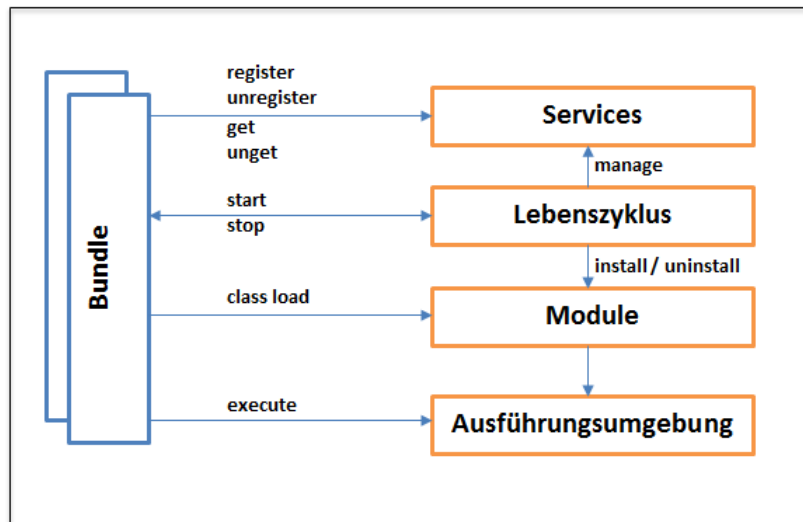 register
unregister
get
unget
Services
manage
start
stop
Lebenszyklus
install / uninstall
Bundle
class load
Module
execute
Ausführungsumgebung